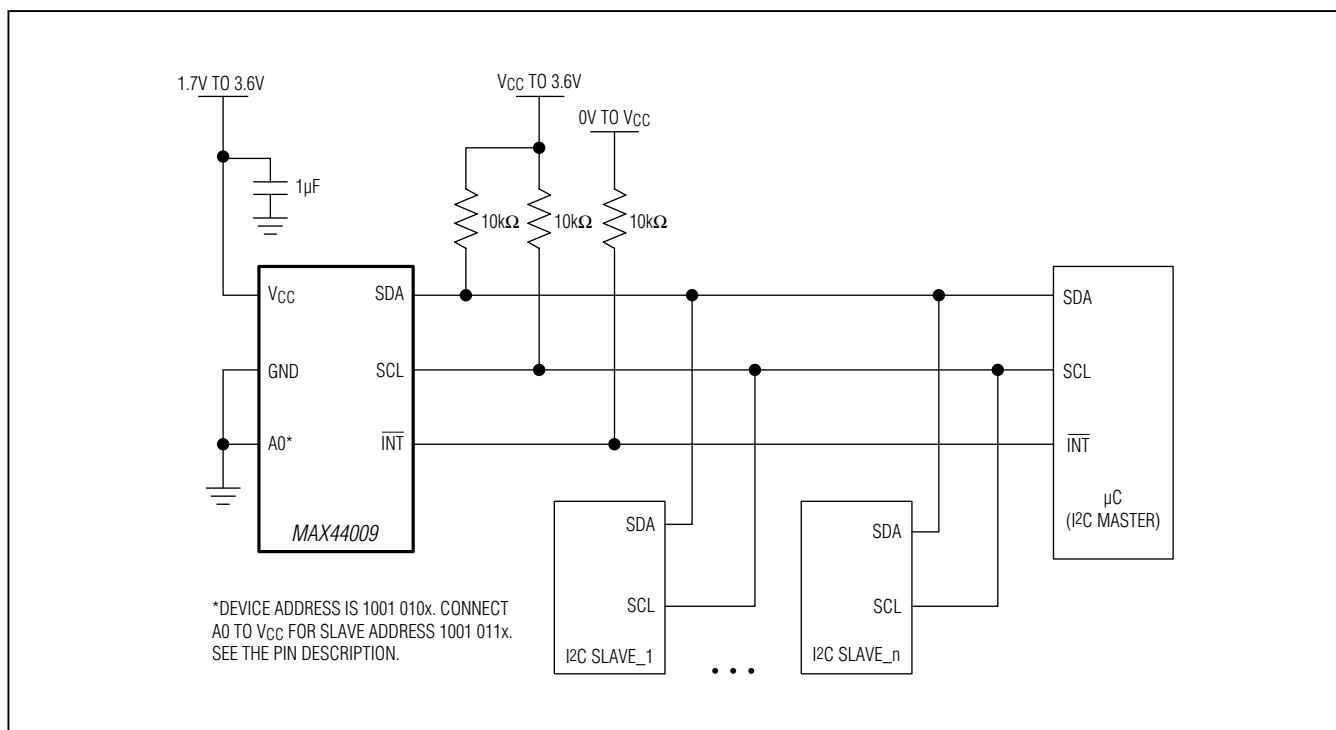 1.7V TO 3.6V
VCC TO 3.6V
0V TO VCC
1µF
10kΩ
10kΩ
10kΩ
VCC
SDA
GND
SCL
A0*
INT
MAX44009
SDA
SCL
INT
µC
(I2C MASTER)
SDA
SCL
I2C SLAVE_1
• • •
SDA
SCL
I2C SLAVE_n
*DEVICE ADDRESS IS 1001 010x. CONNECT
A0 TO VCC FOR SLAVE ADDRESS 1001 011x.
SEE THE PIN DESCRIPTION.